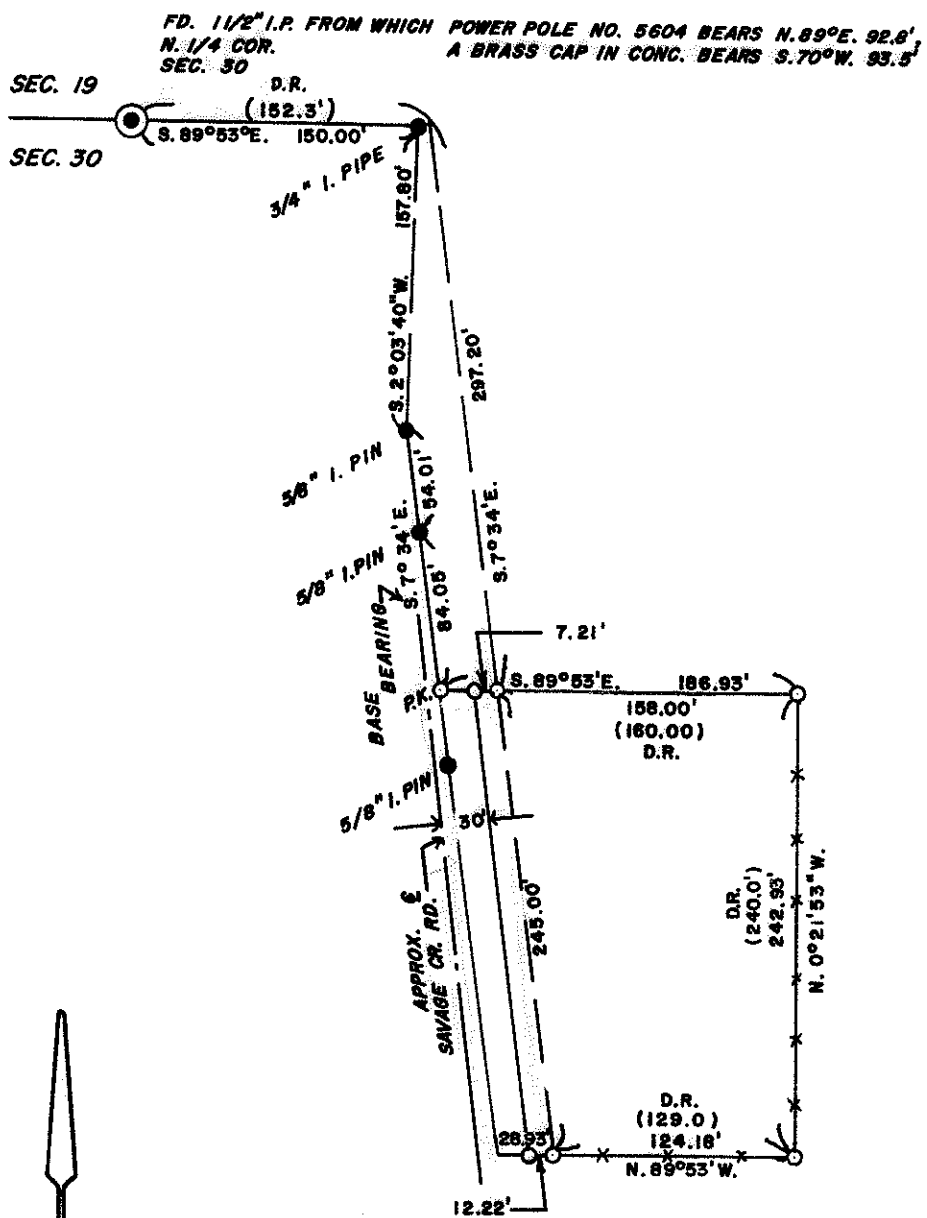 FD. 1 1/2" I.P. FROM WHICH POWER POLE NO. 5604 BEARS N.89°E. 92.8',
N. 1/4 COR. A BRASS CAP IN CONC. BEARS S.70°W. 93.5'
SEC. 30
SEC. 19
D.R.
(152.3')
S.89°53'E. 150.00'
SEC. 30
3/4" I. PIPE
157.80'
S.2°03'40"W.
297.20'
S.7°34'E.
5/8" I. PIN
54.01'
5/8" I.PIN
S.7°34'E.
84.05'
BASE BEARING
7.21'
P.K.
S.89°53'E. 186.93'
158.00'
(160.00)
D.R.
5/8" I.PIN
30'
APPROX. ℄
SAVAGE CR. RD.
245.00'
D.R.
(240.0')
242.93'
N.0°21'53"W.
D.R.
(129.0)
124.18'
N.89°53'W.
28.93'
12.22'